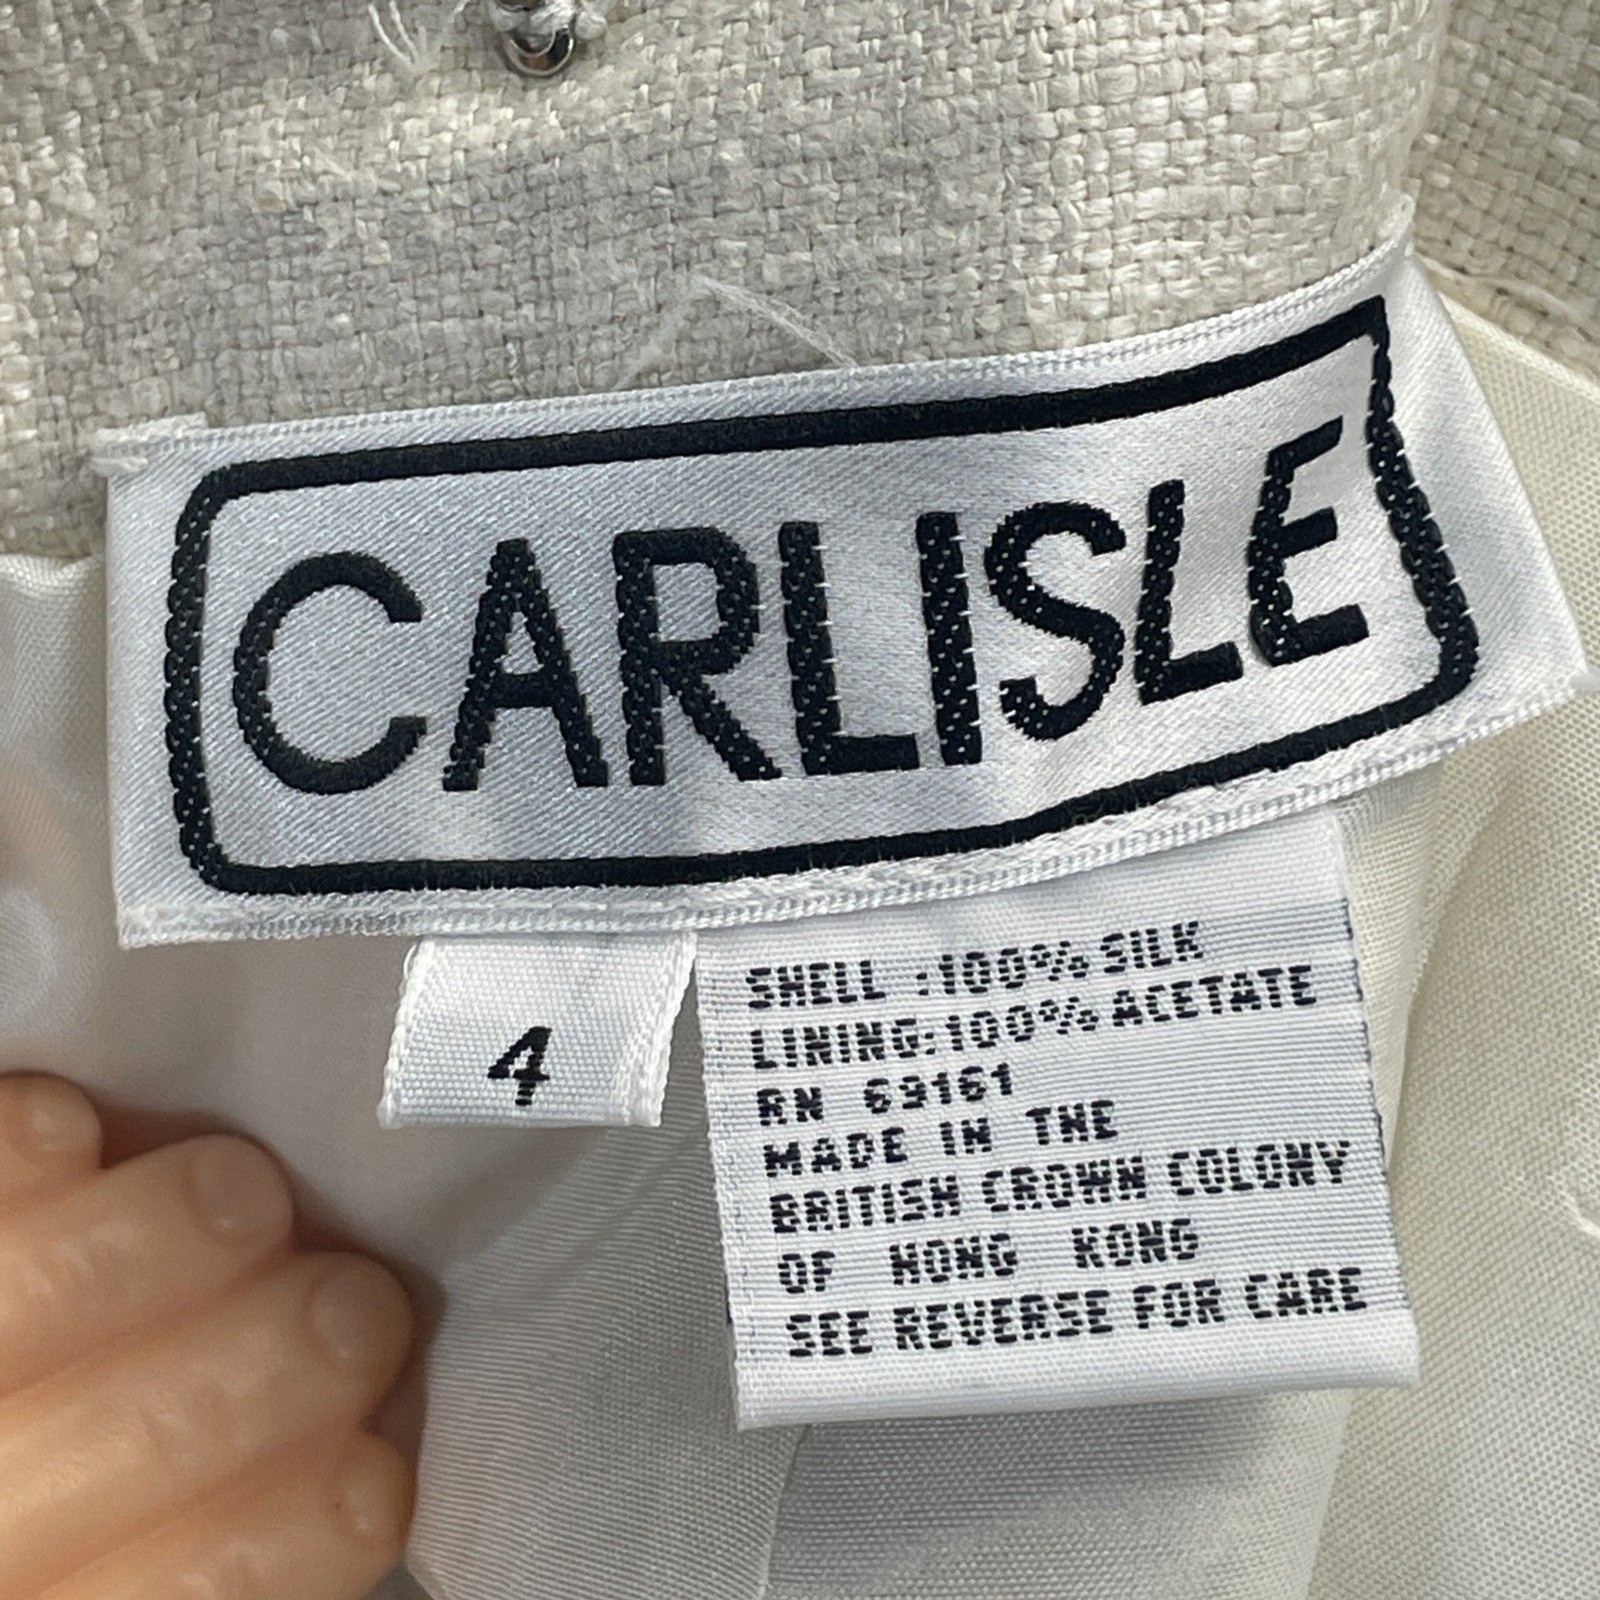 CARLISLE
4
SHELL :100% SILK
LINING:100% ACETATE
RN 69161
MADE IN THE
BRITISH CROWN COLONY
OF HONG KONG
SEE REVERSE FOR CARE